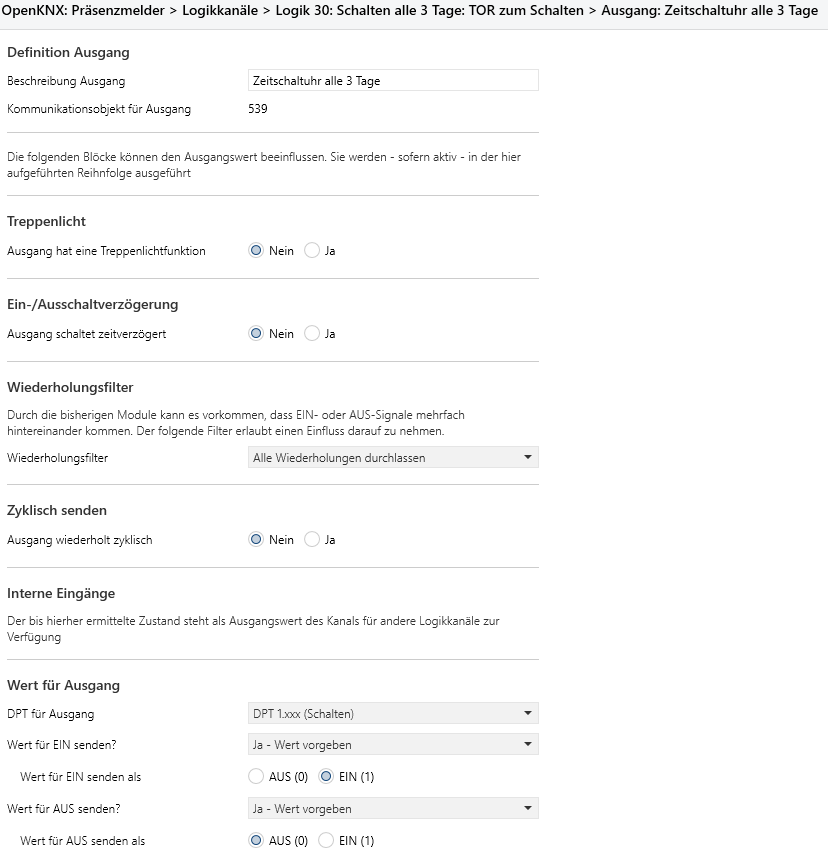 OpenKNX: Präsenzmelder > Logikkanäle > Logik 30: Schalten alle 3 Tage: TOR zum Schalten > Ausgang: Zeitschaltuhr alle 3 Tage
Definition Ausgang
Beschreibung Ausgang Zeitschaltuhr alle 3 Tage
Kommunikationsobjekt für Ausgang 539
Die folgenden Blöcke können den Ausgangswert beeinflussen. Sie werden - sofern aktiv - in der hier
aufgeführten Reihnfolge ausgeführt
Treppenlicht
Ausgang hat eine Treppenlichtfunktion Nein Ja
Ein-/Ausschaltverzögerung
Ausgang schaltet zeitverzögert Nein Ja
Wiederholungsfilter
Durch die bisherigen Module kann es vorkommen, dass EIN- oder AUS-Signale mehrfach
hintereinander kommen. Der folgende Filter erlaubt einen Einfluss darauf zu nehmen.
Wiederholungsfilter Alle Wiederholungen durchlassen
Zyklisch senden
Ausgang wiederholt zyklisch Nein Ja
Interne Eingänge
Der bis hierher ermittelte Zustand steht als Ausgangswert des Kanals für andere Logikkanäle zur
Verfügung
Wert für Ausgang
DPT für Ausgang DPT 1.xxx (Schalten)
Wert für EIN senden? Ja - Wert vorgeben
Wert für EIN senden als AUS (0) EIN (1)
Wert für AUS senden? Ja - Wert vorgeben
Wert für AUS senden als AUS (0) EIN (1)